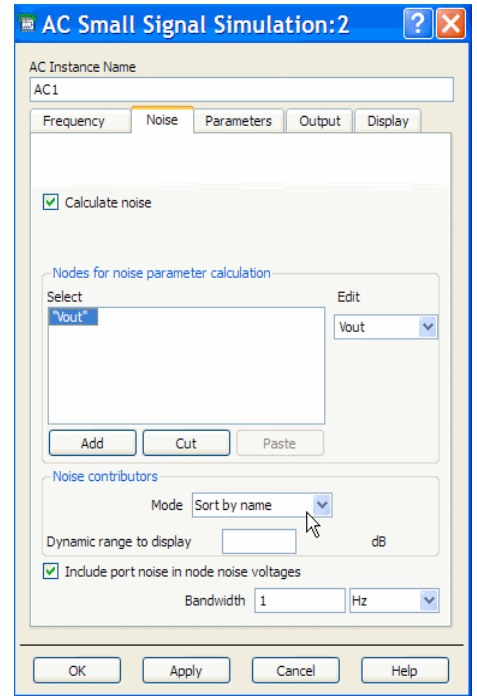 AC Small Signal Simulation:2
AC Instance Name
AC1
Frequency Noise Parameters Output Display
Calculate noise
Nodes for noise parameter calculation
Select Edit
"Vout" Vout
Add Cut Paste
Noise contributors
Mode Sort by name
Dynamic range to display dB
Include port noise in node noise voltages
Bandwidth 1 Hz
OK Apply Cancel Help